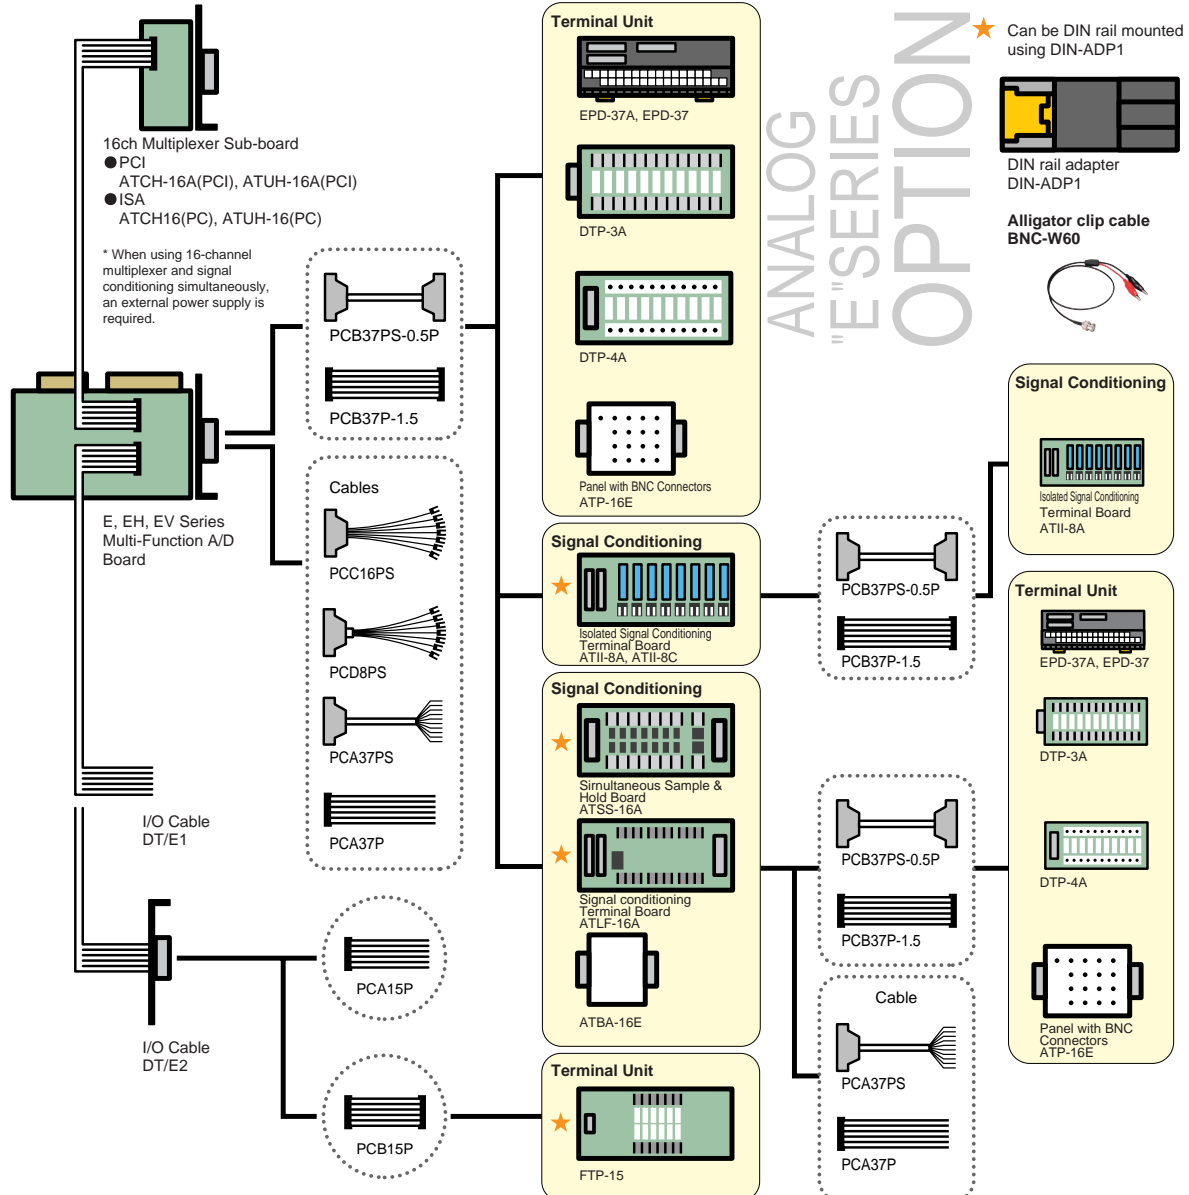 16ch Multiplexer Sub-board
●PCI
ATCH-16A(PCI), ATUH-16A(PCI)
●ISA
ATCH16(PC), ATUH-16(PC)
* When using 16-channel
multiplexer and signal
conditioning simultaneously,
an external power supply is
required.
E, EH, EV Series
Multi-Function A/D
Board
I/O Cable
DT/E1
I/O Cable
DT/E2
PCB37PS-0.5P
PCB37P-1.5
Cables
PCC16PS
PCD8PS
PCA37PS
PCA37P
PCA15P
PCB15P
Terminal Unit
EPD-37A, EPD-37
DTP-3A
DTP-4A
Panel with BNC Connectors
ATP-16E
Signal Conditioning
★
Isolated Signal Conditioning
Terminal Board
ATII-8A, ATII-8C
Signal Conditioning
★
Simultaneous Sample &
Hold Board
ATSS-16A
★
Signal conditioning
Terminal Board
ATLF-16A
ATBA-16E
Terminal Unit
★
FTP-15
ANALOG
"E"SERIES
OPTION
★ Can be DIN rail mounted
using DIN-ADP1
DIN rail adapter
DIN-ADP1
Alligator clip cable
BNC-W60
PCB37PS-0.5P
PCB37P-1.5
Signal Conditioning
Isolated Signal Conditioning
Terminal Board
ATII-8A
PCB37PS-0.5P
PCB37P-1.5
Cable
PCA37PS
PCA37P
Terminal Unit
EPD-37A, EPD-37
DTP-3A
DTP-4A
Panel with BNC
Connectors
ATP-16E